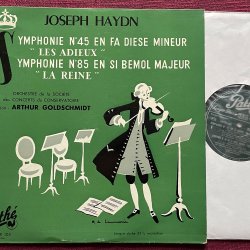 JOSEPH HAYDN
SYMPHONIE N°45 EN FA DIESE MINEUR
"LES ADIEUX"
SYMPHONIE N°85 EN SI BEMOL MAJEUR
"LA REINE"
ORCHESTRE de la SOCIÉTÉ
des CONCERTS du CONSERVATOIRE
ARTHUR GOLDSCHMIDT
Pathé